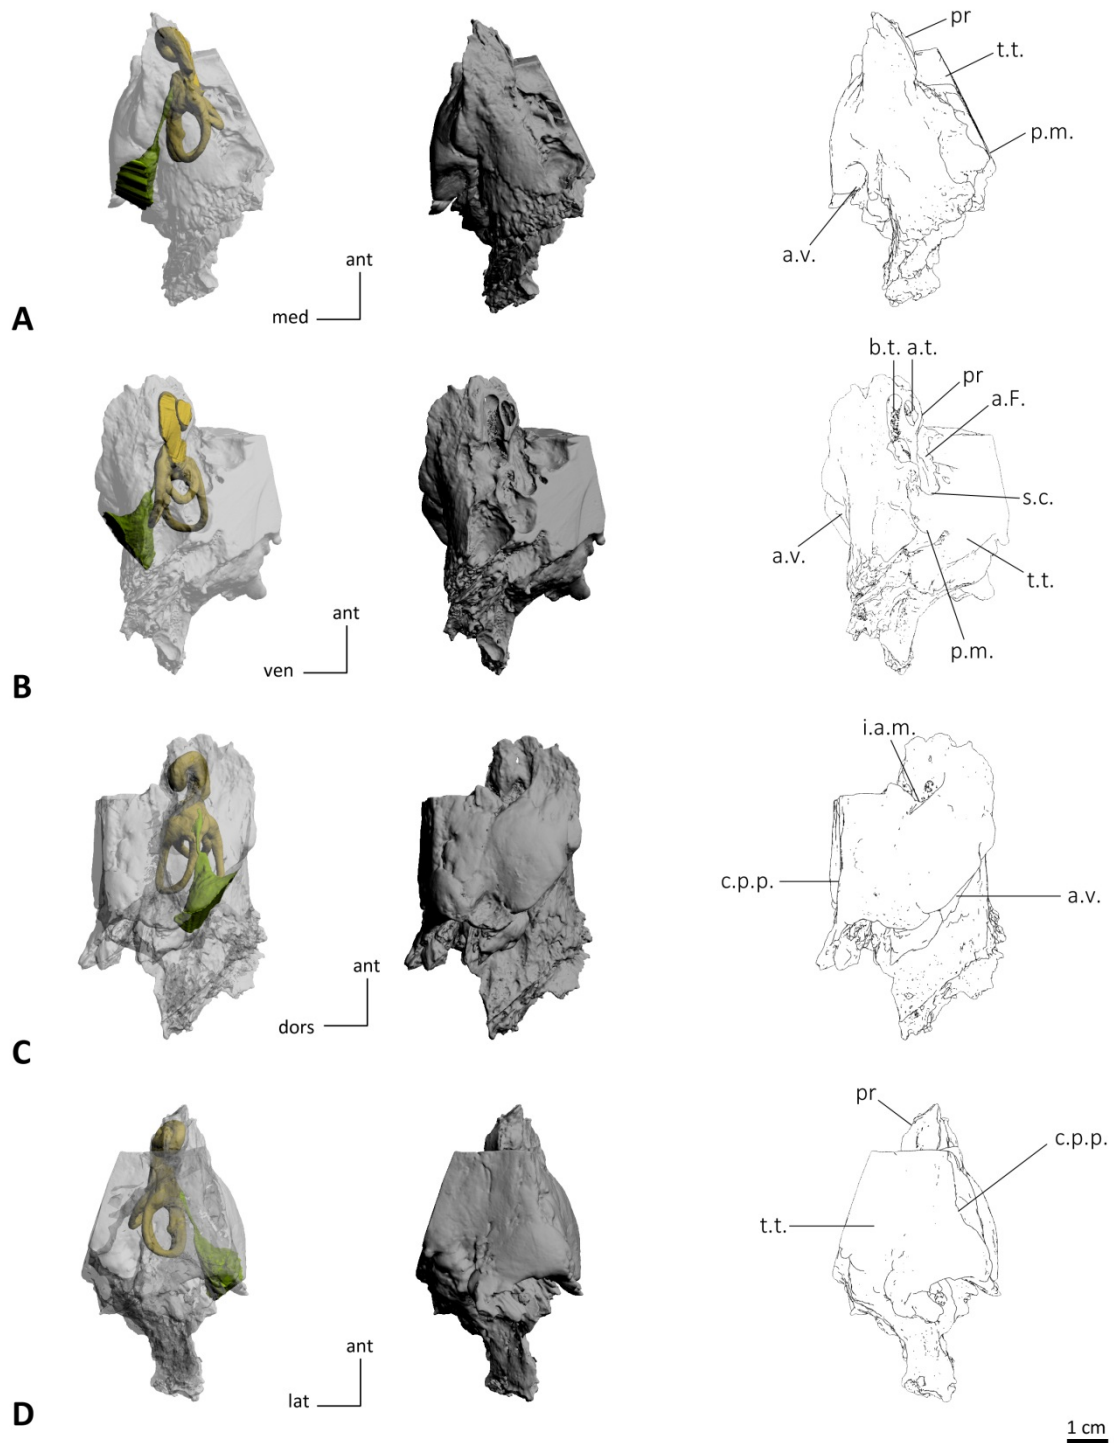 pr
t.t.
p.m.
a.v.
ant
med
A
b.t. a.t.
pr
a.F.
s.c.
a.v.
t.t.
p.m.
ant
ven
B
i.a.m.
c.p.p.
a.v.
ant
dors
C
pr
c.p.p.
t.t.
ant
lat
D
1 cm